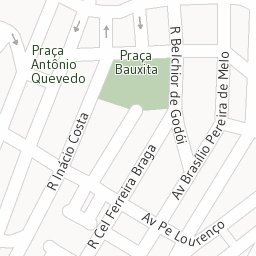 Praça
Antônio
Quevedo
Praça
Bauxita
R Belchior de Godói
Av Brasílio Pereira de Melo
R Inácio Costa
R Cel Ferreira Braga
Av Pe Lourenço